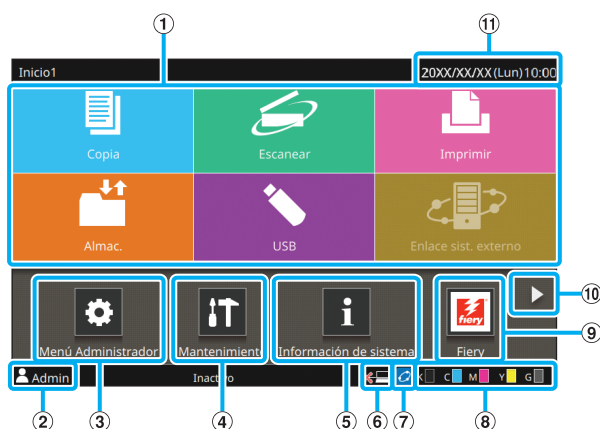 1
11
Inicio1
20XX/XX/XX(Lun)10:00
Copia
Escanear
Imprimir
Almac.
USB
Enlace sist. externo
10
i
fiery
9
Menú Administrador
Mantenimiento
Información de sistema
Fiery
Admin
Inactivo
K C M Y G
2
3
4
5
6
7
8